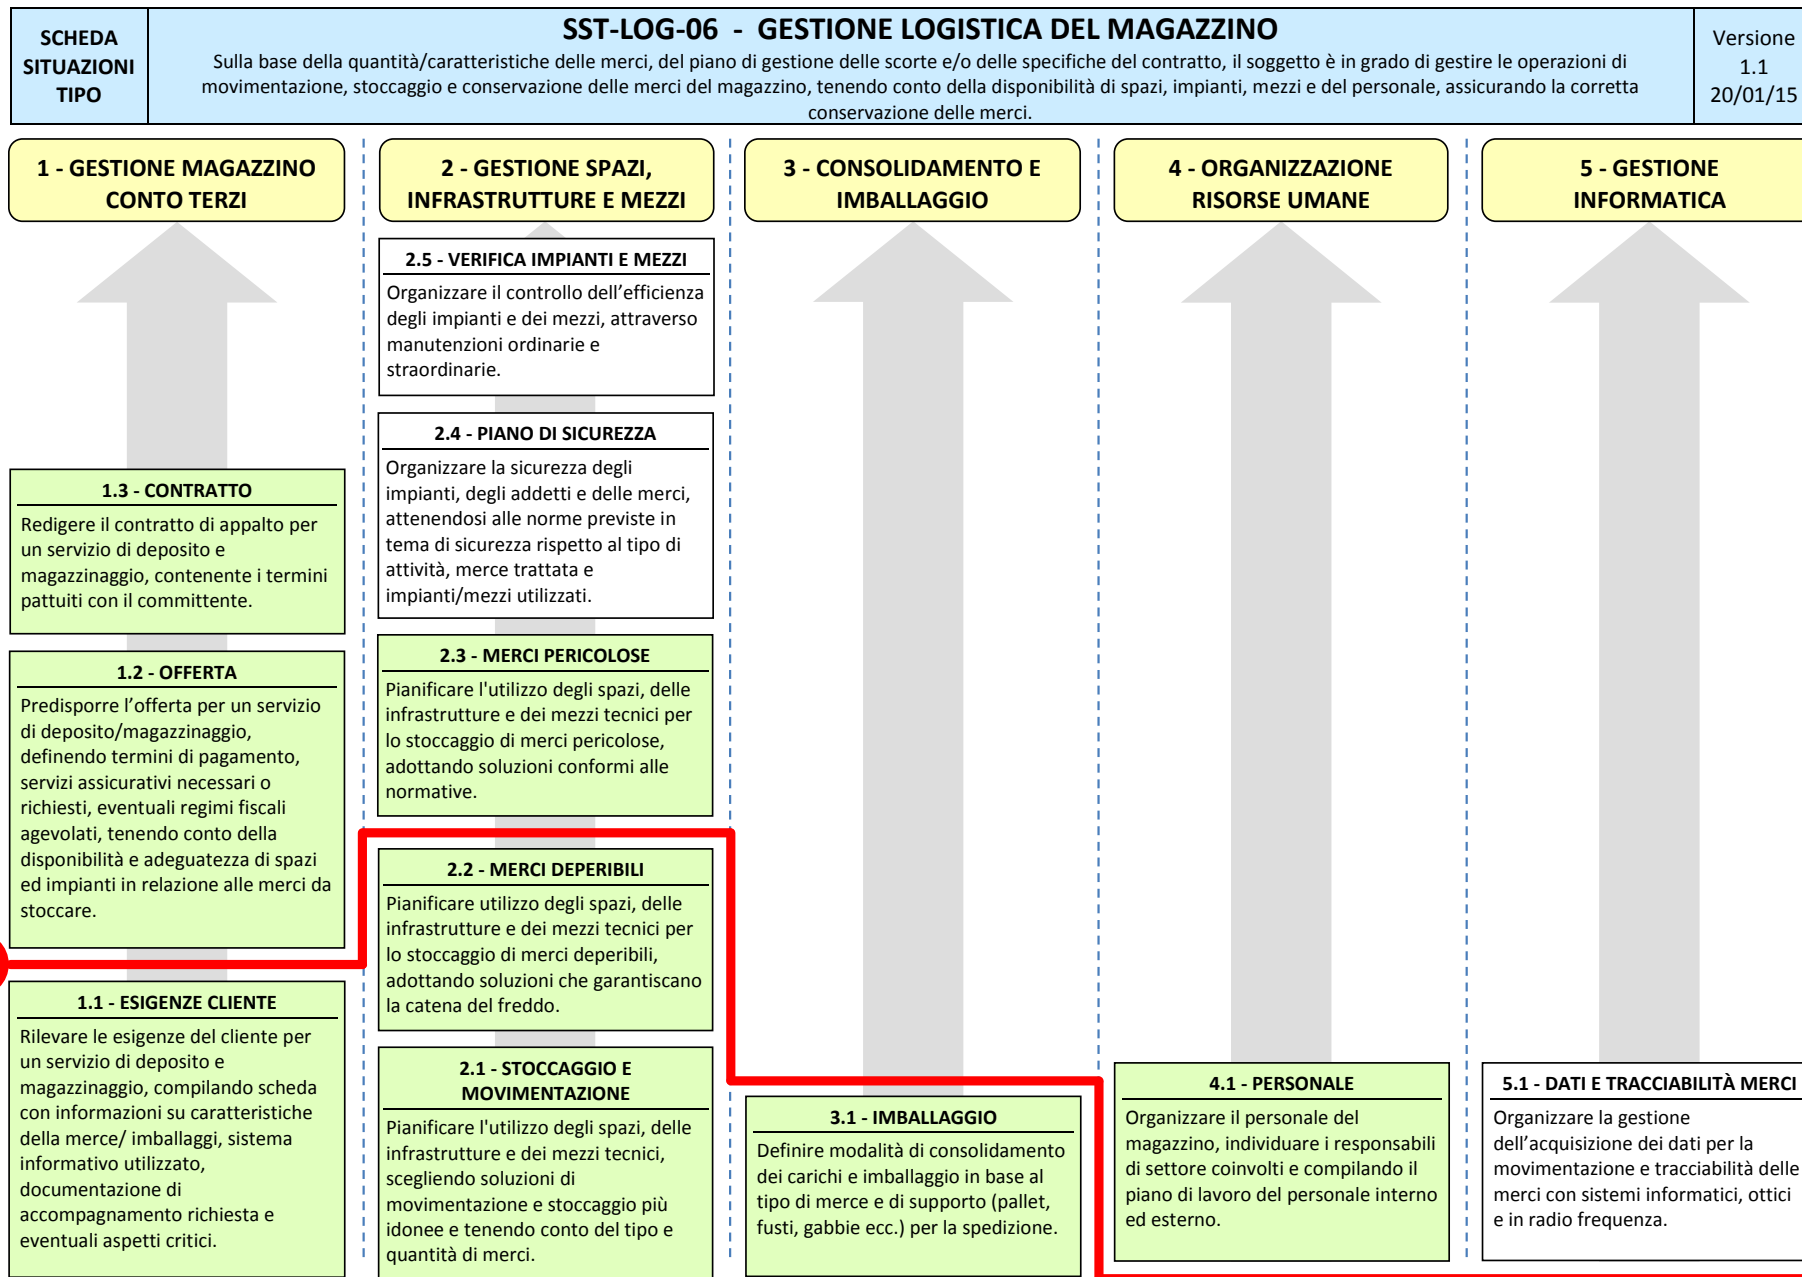 SCHEDA
SITUAZIONI
TIPO
SST-LOG-06 - GESTIONE LOGISTICA DEL MAGAZZINO
Sulla base della quantità/caratteristiche delle merci, del piano di gestione delle scorte e/o delle specifiche del contratto, il soggetto è in grado di gestire le operazioni di
movimentazione, stoccaggio e conservazione delle merci del magazzino, tenendo conto della disponibilità di spazi, impianti, mezzi e del personale, assicurando la corretta
conservazione delle merci.
Versione
1.1
20/01/15
1 - GESTIONE MAGAZZINO
CONTO TERZI
1.3 - CONTRATTO
Redigere il contratto di appalto per
un servizio di deposito e
magazzinaggio, contenente i termini
pattuiti con il committente.
1.2 - OFFERTA
Predisporre l’offerta per un servizio
di deposito/magazzinaggio,
definendo termini di pagamento,
servizi assicurativi necessari o
richiesti, eventuali regimi fiscali
agevolati, tenendo conto della
disponibilità e adeguatezza di spazi
ed impianti in relazione alle merci da
stoccare.
1.1 - ESIGENZE CLIENTE
Rilevare le esigenze del cliente per
un servizio di deposito e
magazzinaggio, compilando scheda
con informazioni su caratteristiche
della merce/ imballaggi, sistema
informativo utilizzato,
documentazione di
accompagnamento richiesta e
eventuali aspetti critici.
2 - GESTIONE SPAZI,
INFRASTRUTTURE E MEZZI
2.5 - VERIFICA IMPIANTI E MEZZI
Organizzare il controllo dell’efficienza
degli impianti e dei mezzi, attraverso
manutenzioni ordinarie e
straordinarie.
2.4 - PIANO DI SICUREZZA
Organizzare la sicurezza degli
impianti, degli addetti e delle merci,
attenendosi alle norme previste in
tema di sicurezza rispetto al tipo di
attività, merce trattata e
impianti/mezzi utilizzati.
2.3 - MERCI PERICOLOSE
Pianificare l'utilizzo degli spazi, delle
infrastrutture e dei mezzi tecnici per
lo stoccaggio di merci pericolose,
adottando soluzioni conformi alle
normative.
2.2 - MERCI DEPERIBILI
Pianificare utilizzo degli spazi, delle
infrastrutture e dei mezzi tecnici per
lo stoccaggio di merci deperibili,
adottando soluzioni che garantiscano
la catena del freddo.
2.1 - STOCCAGGIO E
MOVIMENTAZIONE
Pianificare l'utilizzo degli spazi, delle
infrastrutture e dei mezzi tecnici,
scegliendo soluzioni di
movimentazione e stoccaggio più
idonee e tenendo conto del tipo e
quantità di merci.
3 - CONSOLIDAMENTO E
IMBALLAGGIO
3.1 - IMBALLAGGIO
Definire modalità di consolidamento
dei carichi e imballaggio in base al
tipo di merce e di supporto (pallet,
fusti, gabbie ecc.) per la spedizione.
4 - ORGANIZZAZIONE
RISORSE UMANE
4.1 - PERSONALE
Organizzare il personale del
magazzino, individuare i responsabili
di settore coinvolti e compilando il
piano di lavoro del personale interno
ed esterno.
5 - GESTIONE
INFORMATICA
5.1 - DATI E TRACCIABILITÀ MERCI
Organizzare la gestione
dell’acquisizione dei dati per la
movimentazione e tracciabilità delle
merci con sistemi informatici, ottici
e in radio frequenza.